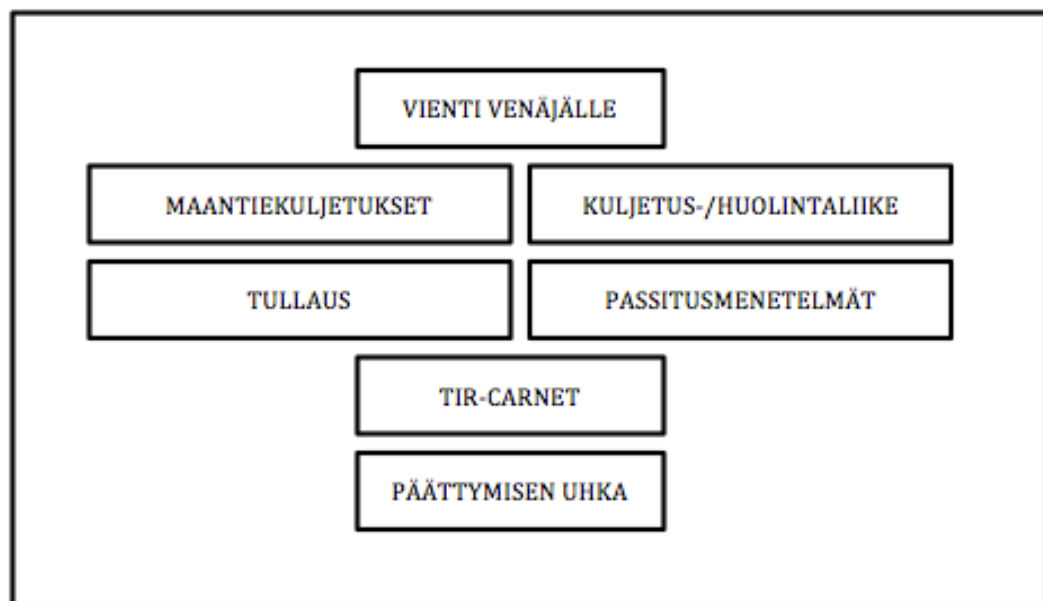 VIENTI VENÄJÄLLE
MAANTIEKULJETUKSET
KULJETUS-/HUOLINTALIIKE
TULLAUS
PASSITUSMENETELMÄT
TIR-CARNET
PÄÄTTYMISEN UHKA